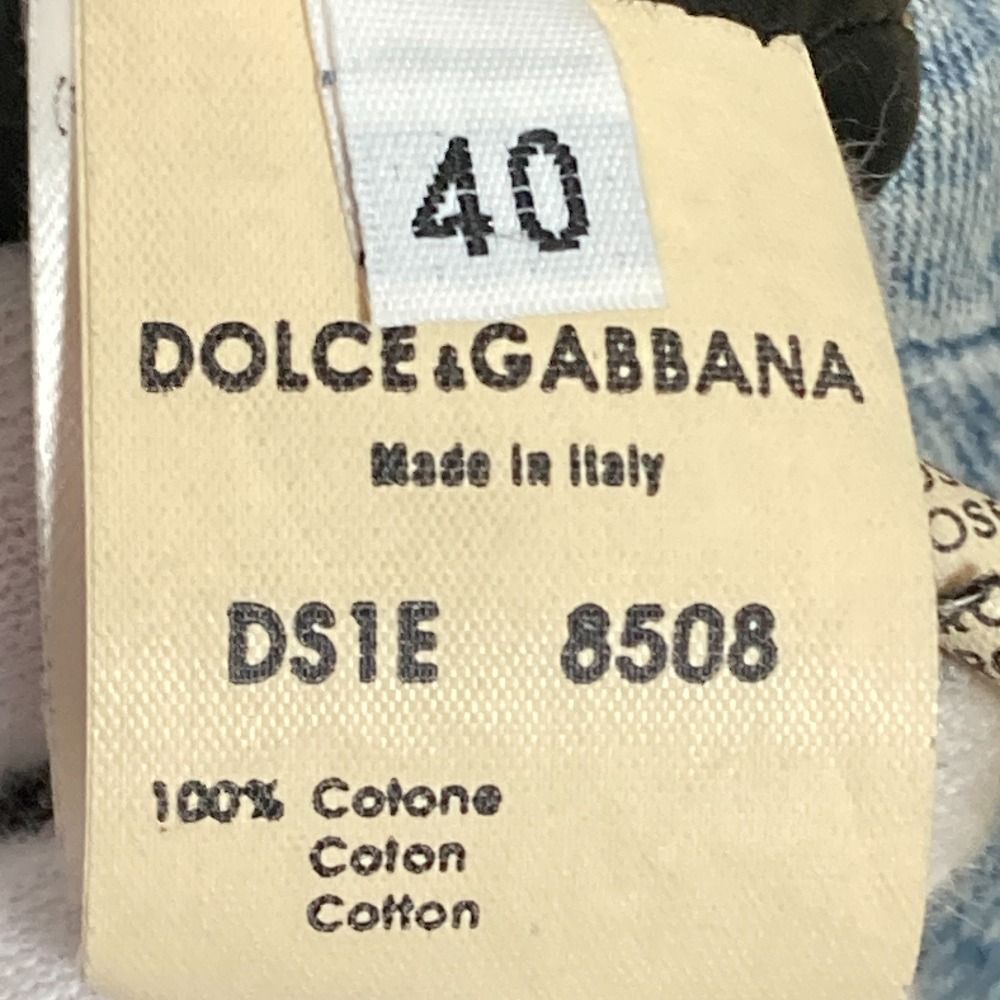 40
DOLCE&GABBANA
Made in Italy
DS1E 8508
100% Cotone
Coton
Cotton